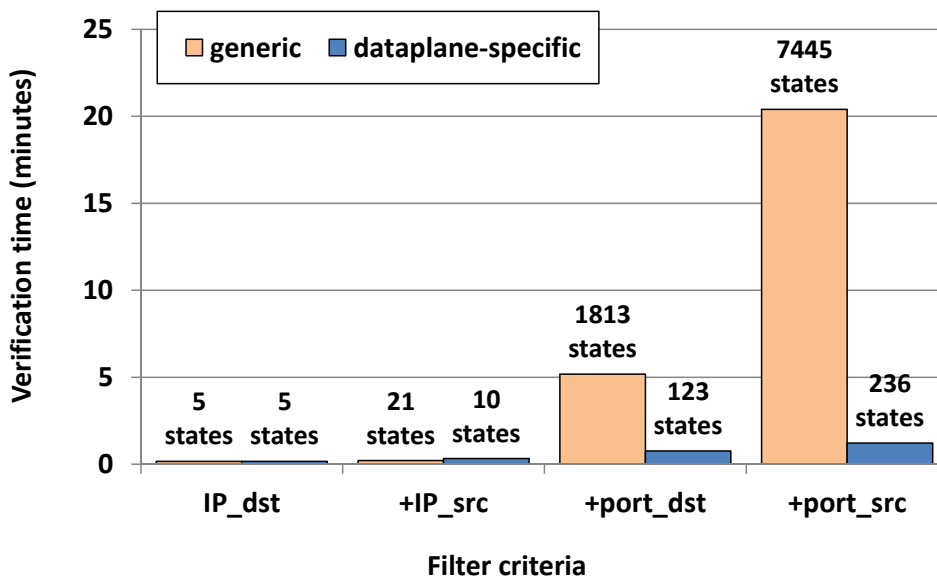 25
20
15
10
5
0
Verification time (minutes)
generic
dataplane-specific
5
states
5
states
21
states
10
states
1813
states
123
states
7445
states
236
states
IP_dst
+IP_src
+port_dst
+port_src
Filter criteria